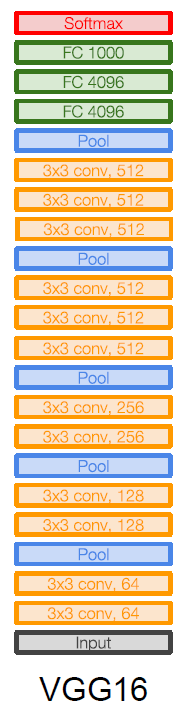 Softmax
FC 1000
FC 4096
FC 4096
Pool
3x3 conv, 512
3x3 conv, 512
3x3 conv, 512
Pool
3x3 conv, 512
3x3 conv, 512
3x3 conv, 512
Pool
3x3 conv, 256
3x3 conv, 256
Pool
3x3 conv, 128
3x3 conv, 128
Pool
3x3 conv, 64
3x3 conv, 64
Input
VGG16